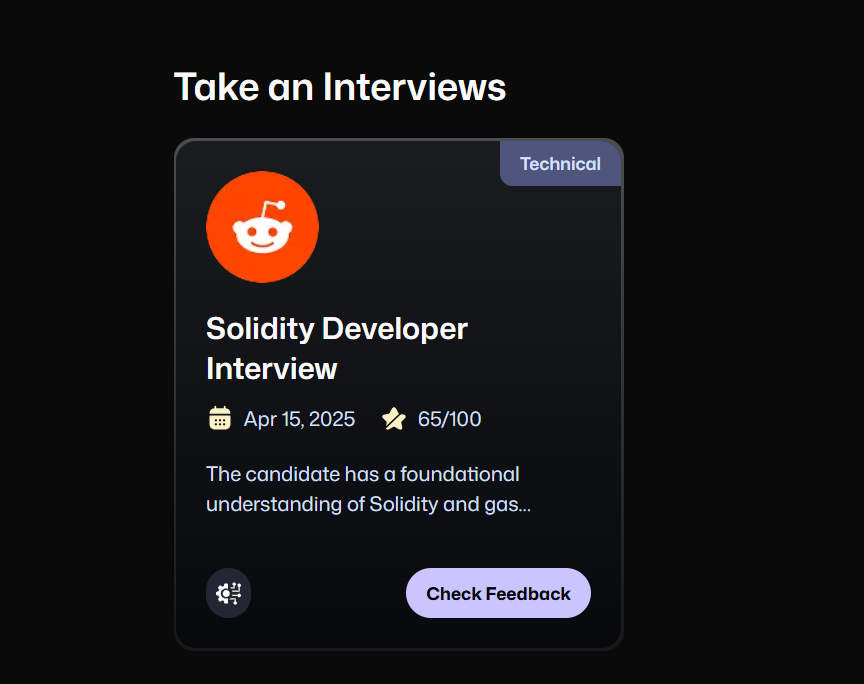 Take an Interviews
Technical
Solidity Developer
Interview
Apr 15, 2025 65/100
The candidate has a foundational
understanding of Solidity and gas...
Check Feedback